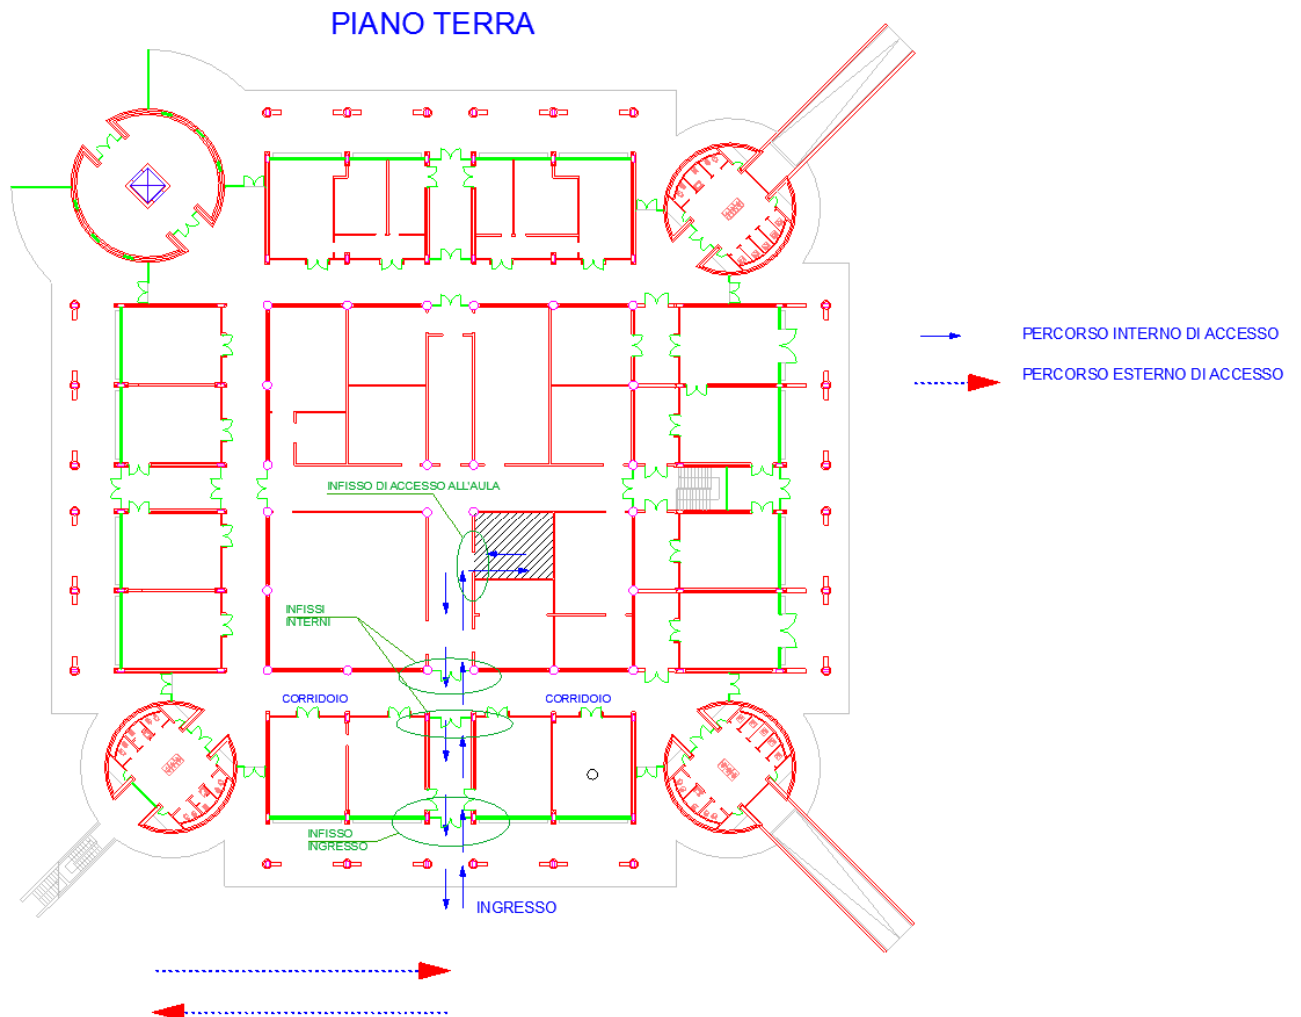 PIANO TERRA
PERCORSO INTERNO DI ACCESSO
PERCORSO ESTERNO DI ACCESSO
INFISSO DI ACCESSO ALL'AULA
INFISSI
INTERNI
CORRIDOIO
CORRIDOIO
INFISSO
INGRESSO
INGRESSO